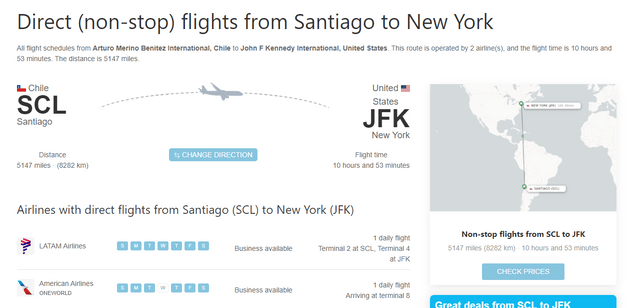 Direct (non-stop) flights from Santiago to New York
All flight schedules from Arturo Merino Benitez International, Chile to John F Kennedy International, United States. This route is operated by 2 airline(s), and the flight time is 10 hours and
53 minutes. The distance is 5147 miles.
Chile
SCL
Santiago
United
States
JFK
New York
Distance
5147 miles · (8282 km)
CHANGE DIRECTION
Flight time
10 hours and 53 minutes
Airlines with direct flights from Santiago (SCL) to New York (JFK)
LATAM Airlines
S M T W T F S
Business available
1 daily flight
Terminal 2 at SCL, Terminal 4
at JFK
American Airlines
ONEWORLD
S M T W T F S
Business available
1 daily flight
Arriving at terminal 8
Non-stop flights from SCL to JFK
5147 miles (8282 km) · 10 hours and 53 minutes
CHECK PRICES
Great deals from SCL to JFK